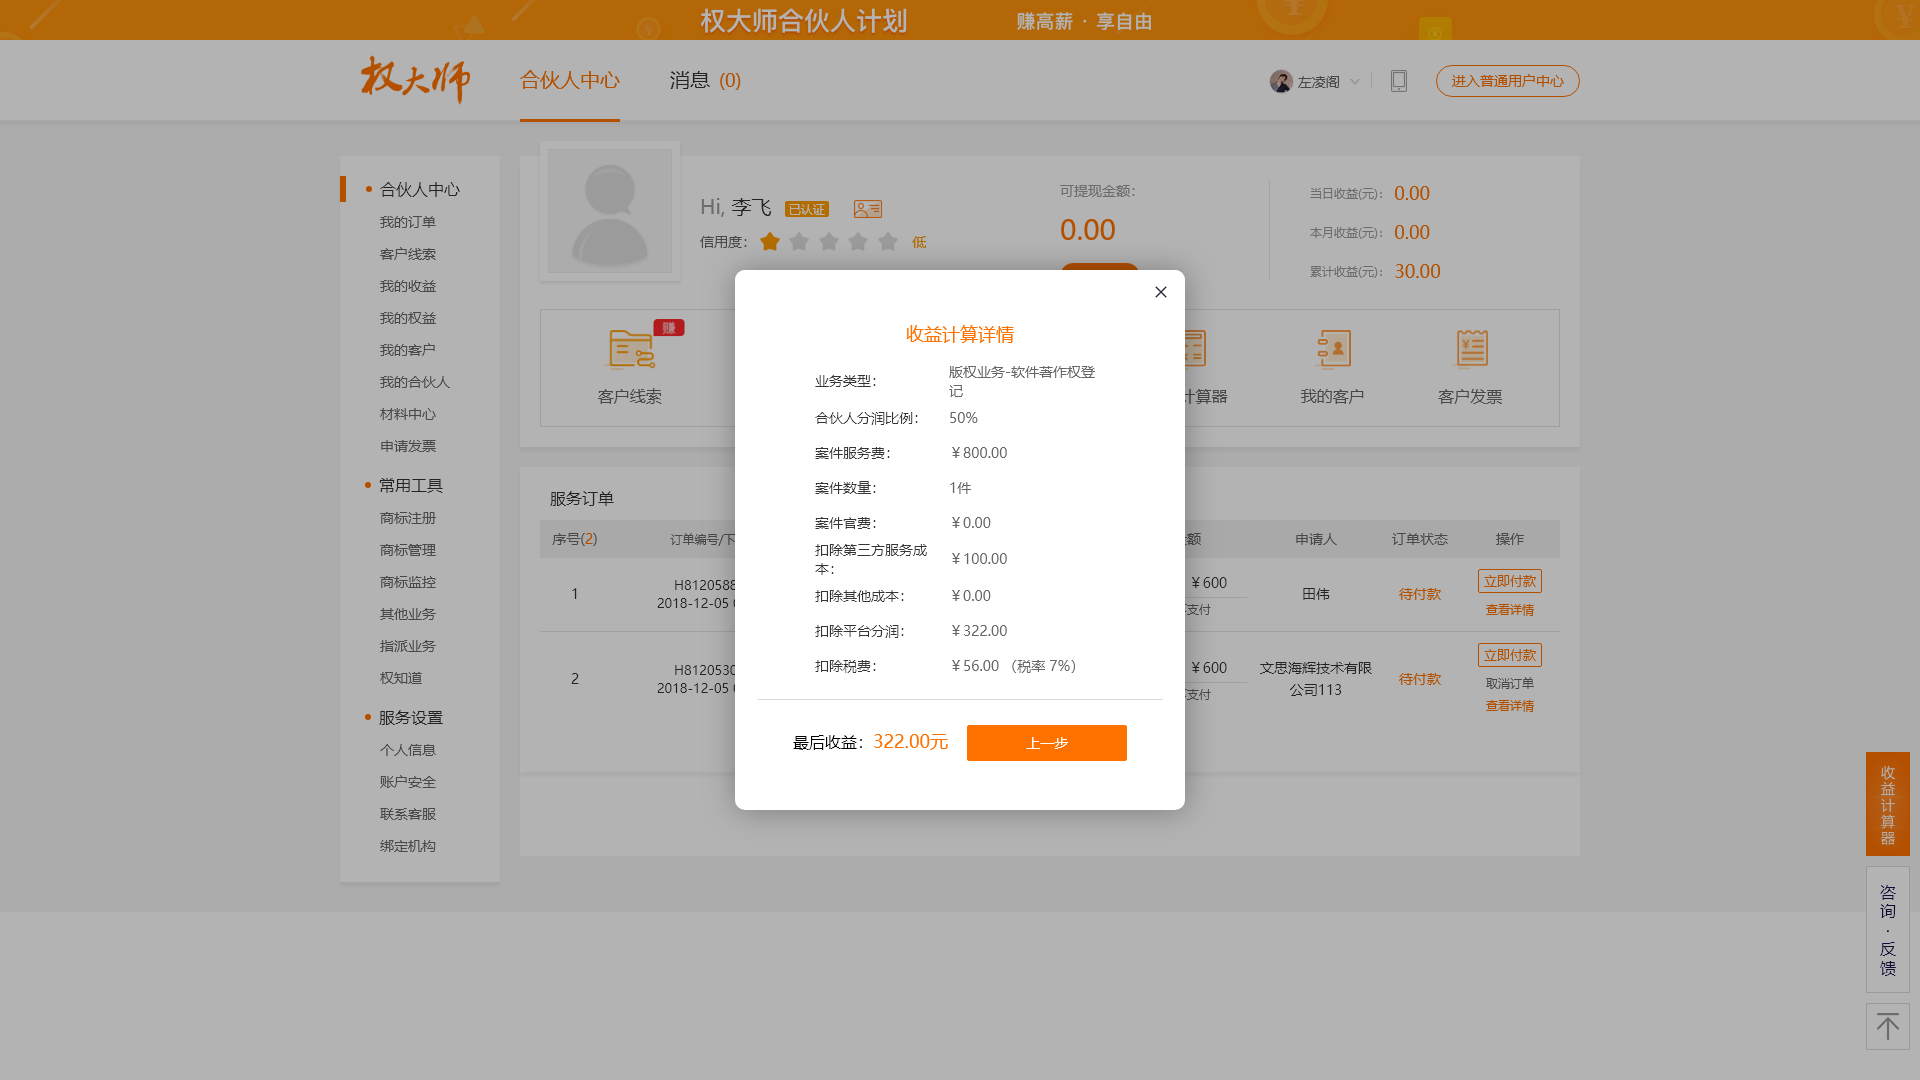 权大师合伙人计划 赚高薪 · 享自由
权大师 合伙人中心 消息 (0) 左凌阁 进入普通用户中心
合伙人中心
我的订单
客户线索
我的收益
我的权益
我的客户
我的合伙人
材料中心
申请发票
常用工具
商标注册
商标管理
商标监控
其他业务
指派业务
权知道
服务设置
个人信息
账户安全
联系客服
绑定机构
Hi, 李飞 已认证
信用度： 低
可提现金额：
0.00
当日收益(元)： 0.00
本月收益(元)： 0.00
累计收益(元)： 30.00
赚
客户线索 计算器 我的客户 客户发票
服务订单
序号(2) 订单编号/下 额 申请人 订单状态 操作
1 H8120588 ￥600 田伟 待付款 立即付款
2018-12-05 支付 查看详情
2 H8120530 ￥600 文思海辉技术有限 待付款 立即付款
2018-12-05 支付 公司113 取消订单
查看详情
收益计算详情
业务类型： 版权业务-软件著作权登
记
合伙人分润比例： 50%
案件服务费： ￥800.00
案件数量： 1件
案件官费： ￥0.00
扣除第三方服务成
本： ￥100.00
扣除其他成本： ￥0.00
扣除平台分润： ￥322.00
扣除税费： ￥56.00 （税率 7%）
最后收益：322.00元 上一步
收益计算器
咨询·反馈